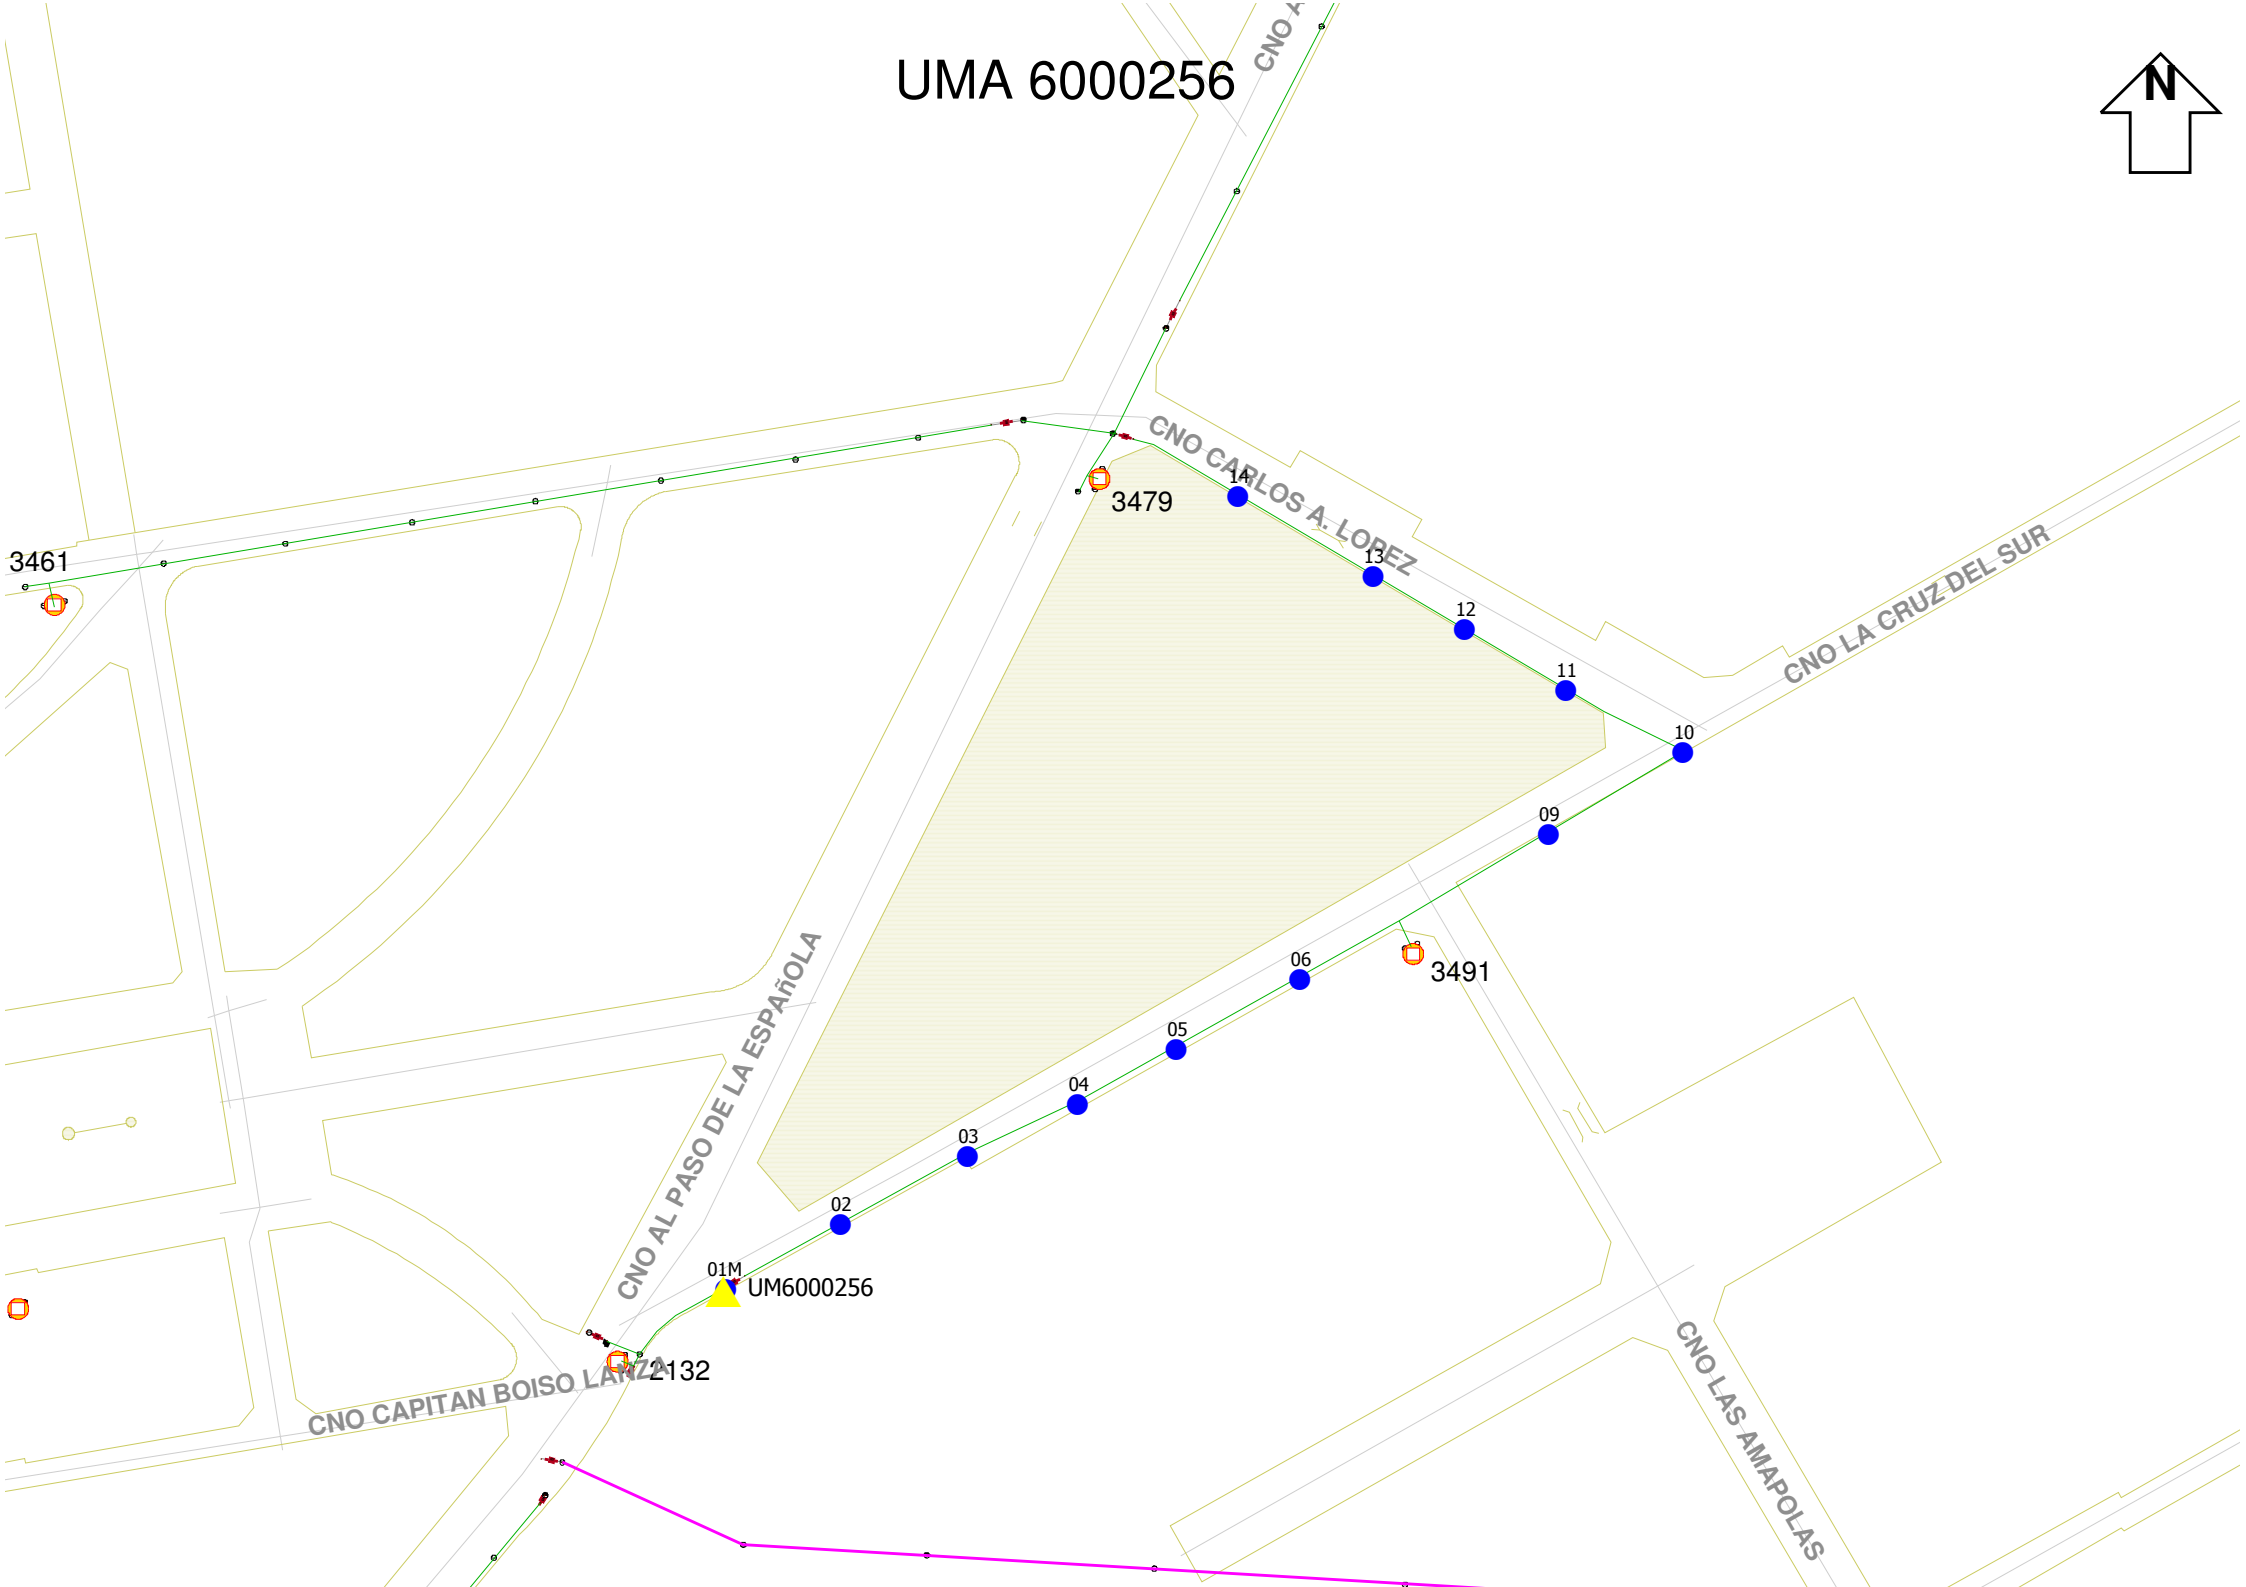 UMA 6000256
N
CNO A
CNO CARLOS A. LOPEZ
14
3479
13
3461
12
CNO LA CRUZ DEL SUR
11
10
09
06
3491
CNO AL PASO DE LA ESPAñOLA
05
04
03
02
01M
UM6000256
2132
CNO CAPITAN BOISO LANZA
CNO LAS AMAPOLAS